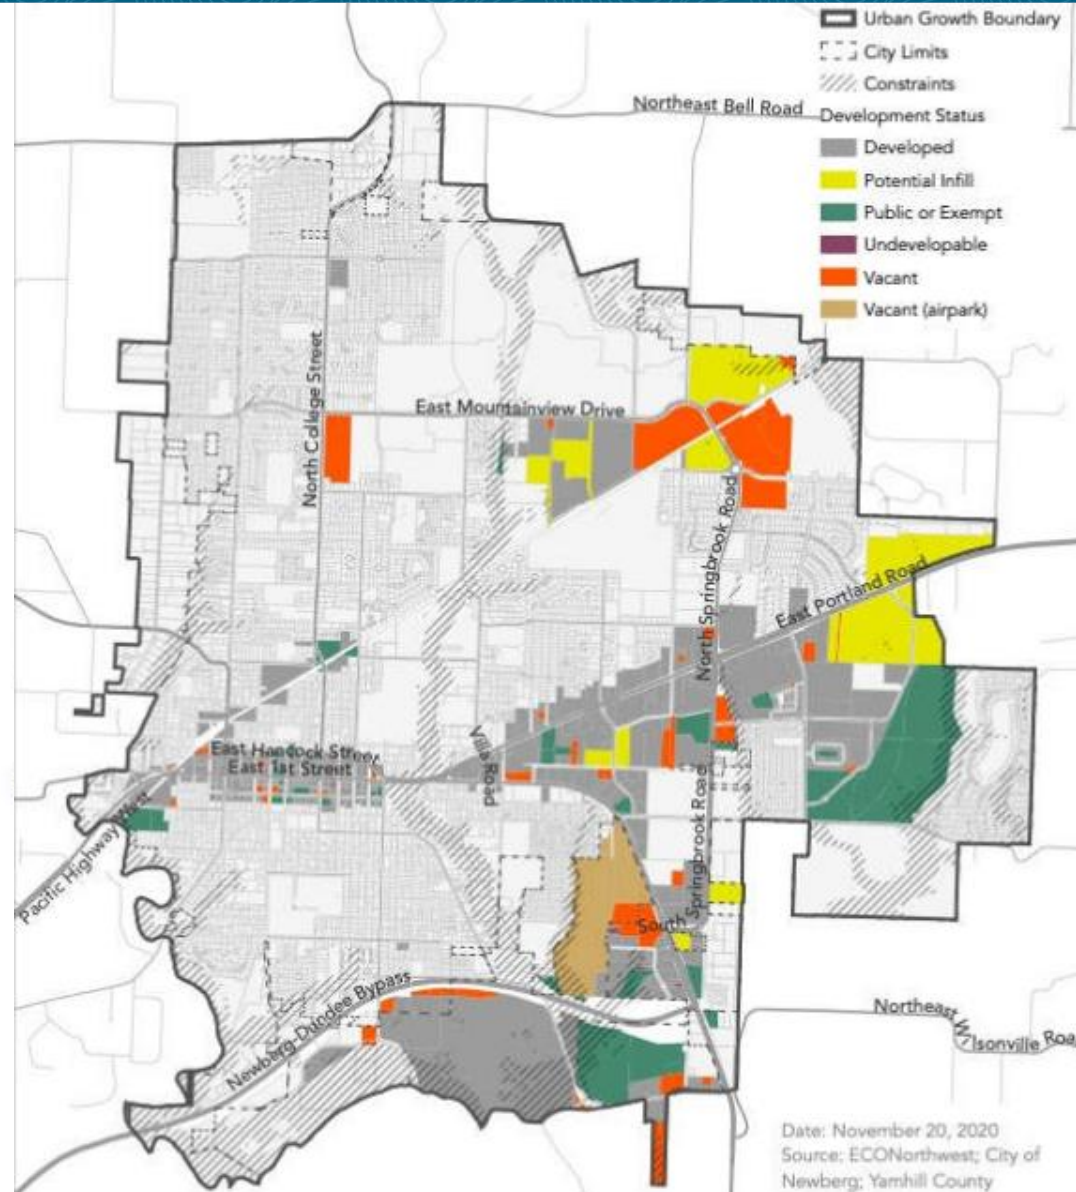 Urban Growth Boundary
City Limits
Constraints
Development Status
Developed
Potential Infill
Public or Exempt
Undevelopable
Vacant
Vacant (airpark)
Northeast Bell Road
North College Street
East Mountainview Drive
North Springbrook Road
East Portland Road
East Hancock Street
East 1st Street
Villa Road
Pacific Highway West
South Springbrook Road
South
Newberg-Dundee Bypass
Northeast Wilsonville Road
Date: November 20, 2020
Source: ECONorthwest; City of
Newberg; Yamhill County